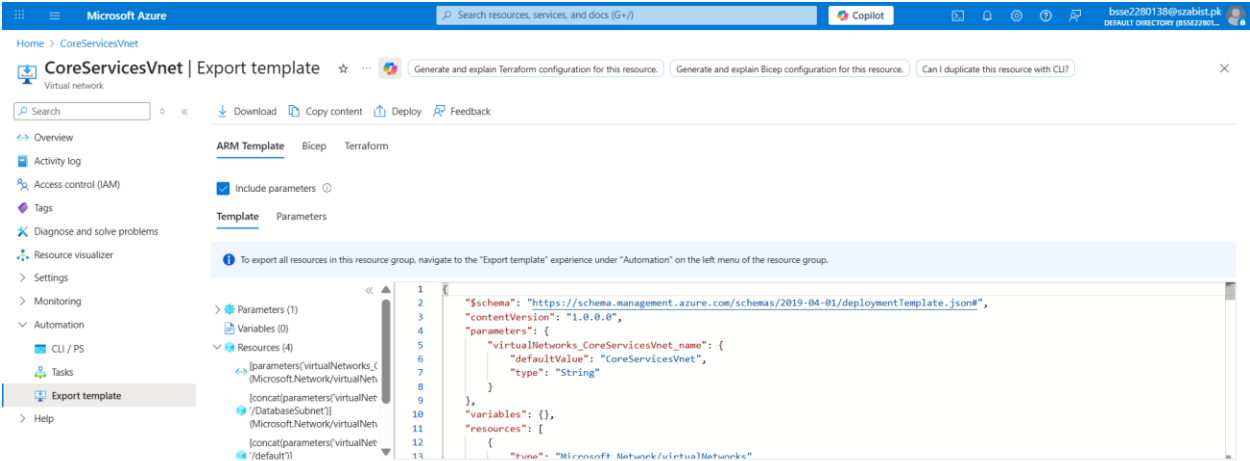 Microsoft Azure
Search resources, services, and docs (G+/)
Copilot
bsse2280138@szabist.pk
DEFAULT DIRECTORY (BSSE22801...
Home > CoreServicesVnet
CoreServicesVnet | Export template
Virtual network
Generate and explain Terraform configuration for this resource.
Generate and explain Bicep configuration for this resource.
Can I duplicate this resource with CLI?
Search
Overview
Activity log
Access control (IAM)
Tags
Diagnose and solve problems
Resource visualizer
Settings
Monitoring
Automation
CLI / PS
Tasks
Export template
Help
Download
Copy content
Deploy
Feedback
ARM Template
Bicep
Terraform
Include parameters
Template
Parameters
To export all resources in this resource group, navigate to the "Export template" experience under "Automation" on the left menu of the resource group.
Parameters (1)
Variables (0)
Resources (4)
[parameters('virtualNetworks_C
(Microsoft.Network/virtualNetw
[concat(parameters('virtualNet
'/DatabaseSubnet')]
(Microsoft.Network/virtualNetw
[concat(parameters('virtualNet
'/default')]
1 {
2 "$schema": "https://schema.management.azure.com/schemas/2019-04-01/deploymentTemplate.json#",
3 "contentVersion": "1.0.0.0",
4 "parameters": {
5 "virtualNetworks_CoreServicesVnet_name": {
6 "defaultValue": "CoreServicesVnet",
7 "type": "String"
8 }
9 },
10 "variables": {},
11 "resources": [
12 {
13 "type": "Microsoft.Network/virtualNetworks"